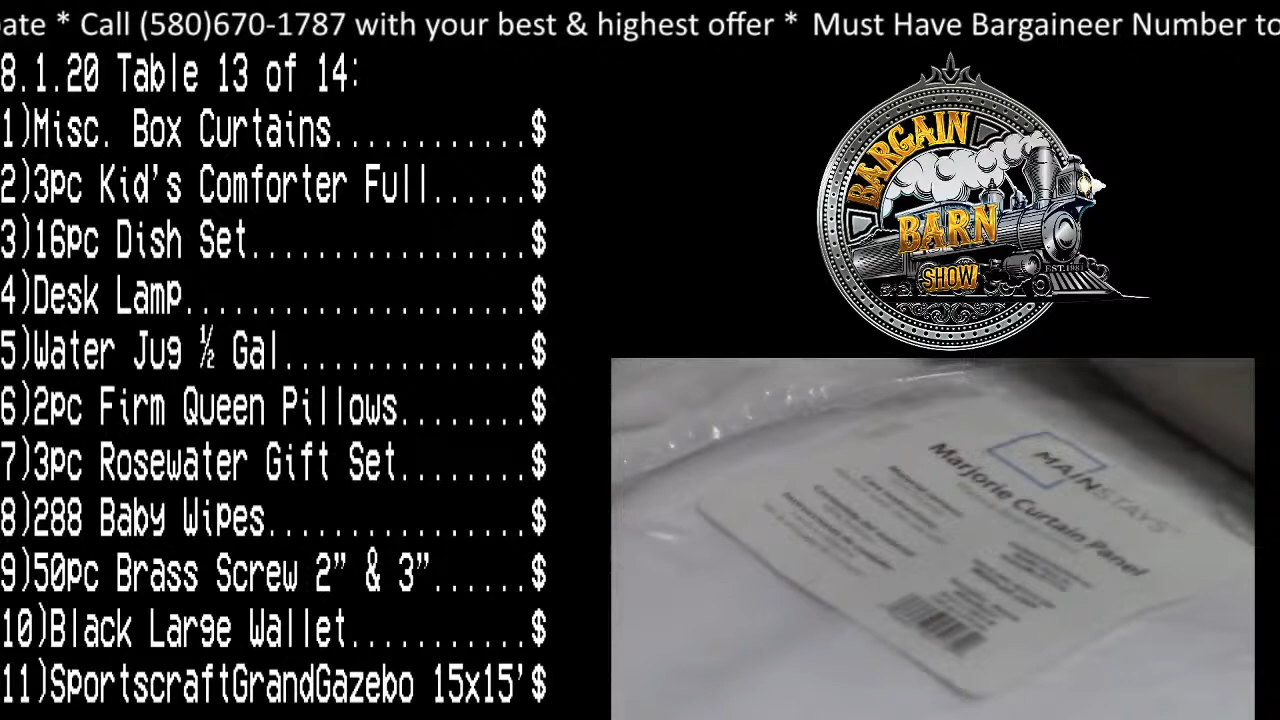 ate * Call (580)670-1787 with your best & highest offer * Must Have Bargaineer Number to
8.1.20 Table 13 of 14:
1)Misc. Box Curtains............$
2)3pc Kid's Comforter Full......$
3)16pc Dish Set.................$
4)Desk Lamp.....................$
5)Water Jug ½ Gal...............$
6)2pc Firm Queen Pillows........$
7)3pc Rosewater Gift Set........$
8)288 Baby Wipes................$
9)50pc Brass Screw 2" & 3"......$
10)Black Large Wallet...........$
11)SportscraftGrandGazebo 15x15'$
BARGAIN
BARN
SHOW
EST.
MAINSTAYS
Marjorie Curtain Panel